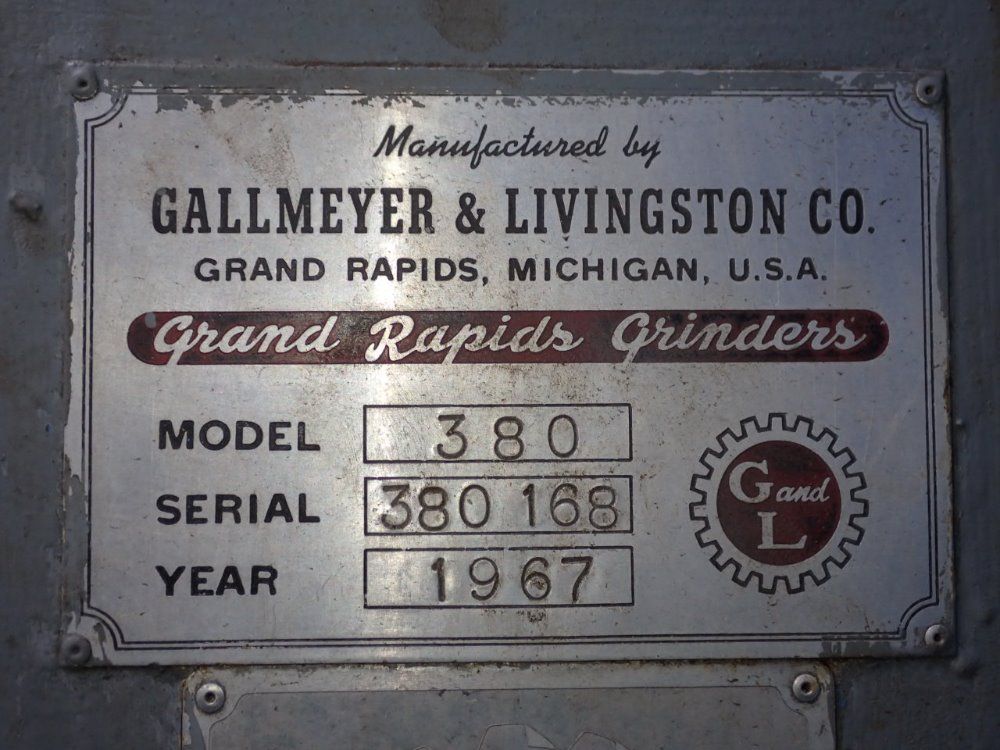 Manufactured by
GALLMEYER & LIVINGSTON CO.
GRAND RAPIDS, MICHIGAN, U.S.A.
Grand Rapids Grinders
MODEL 380
SERIAL 380 168
YEAR 1967
G and
L